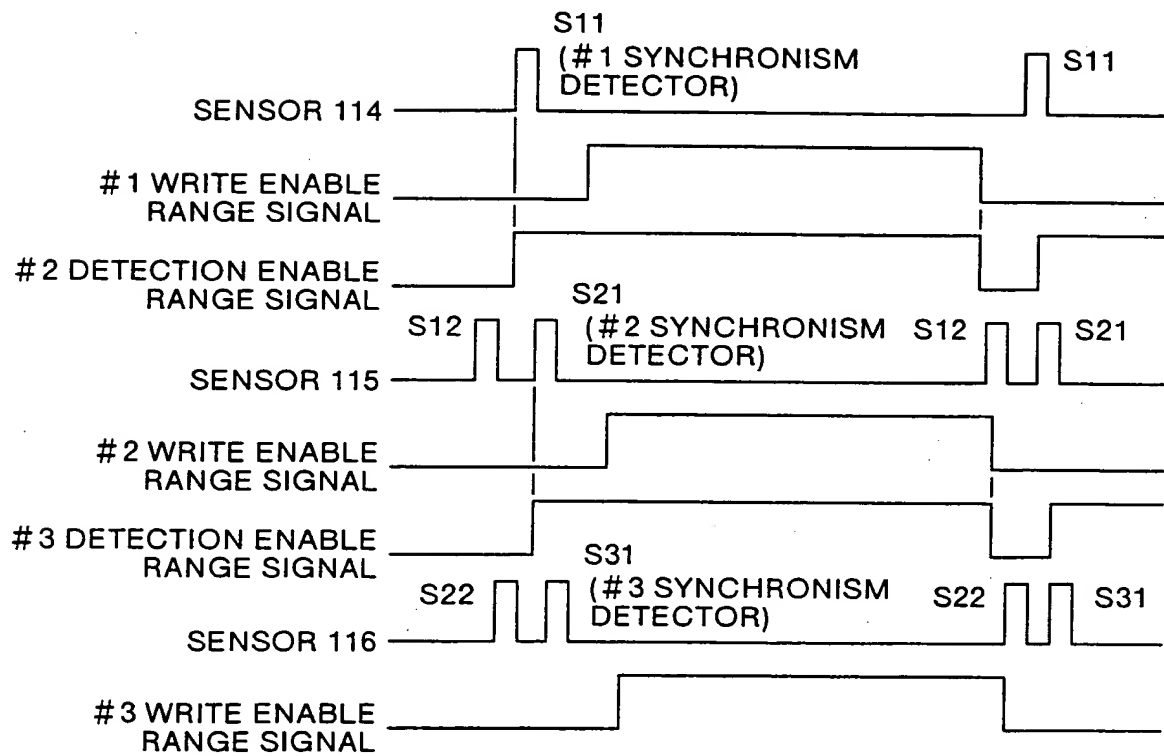 S11
(#1 SYNCHRONISM
DETECTOR)
S11
SENSOR 114
#1 WRITE ENABLE
RANGE SIGNAL
#2 DETECTION ENABLE
RANGE SIGNAL
S12
S21
(#2 SYNCHRONISM
DETECTOR)
S12
S21
SENSOR 115
#2 WRITE ENABLE
RANGE SIGNAL
#3 DETECTION ENABLE
RANGE SIGNAL
S22
S31
(#3 SYNCHRONISM
DETECTOR)
S22
S31
SENSOR 116
#3 WRITE ENABLE
RANGE SIGNAL